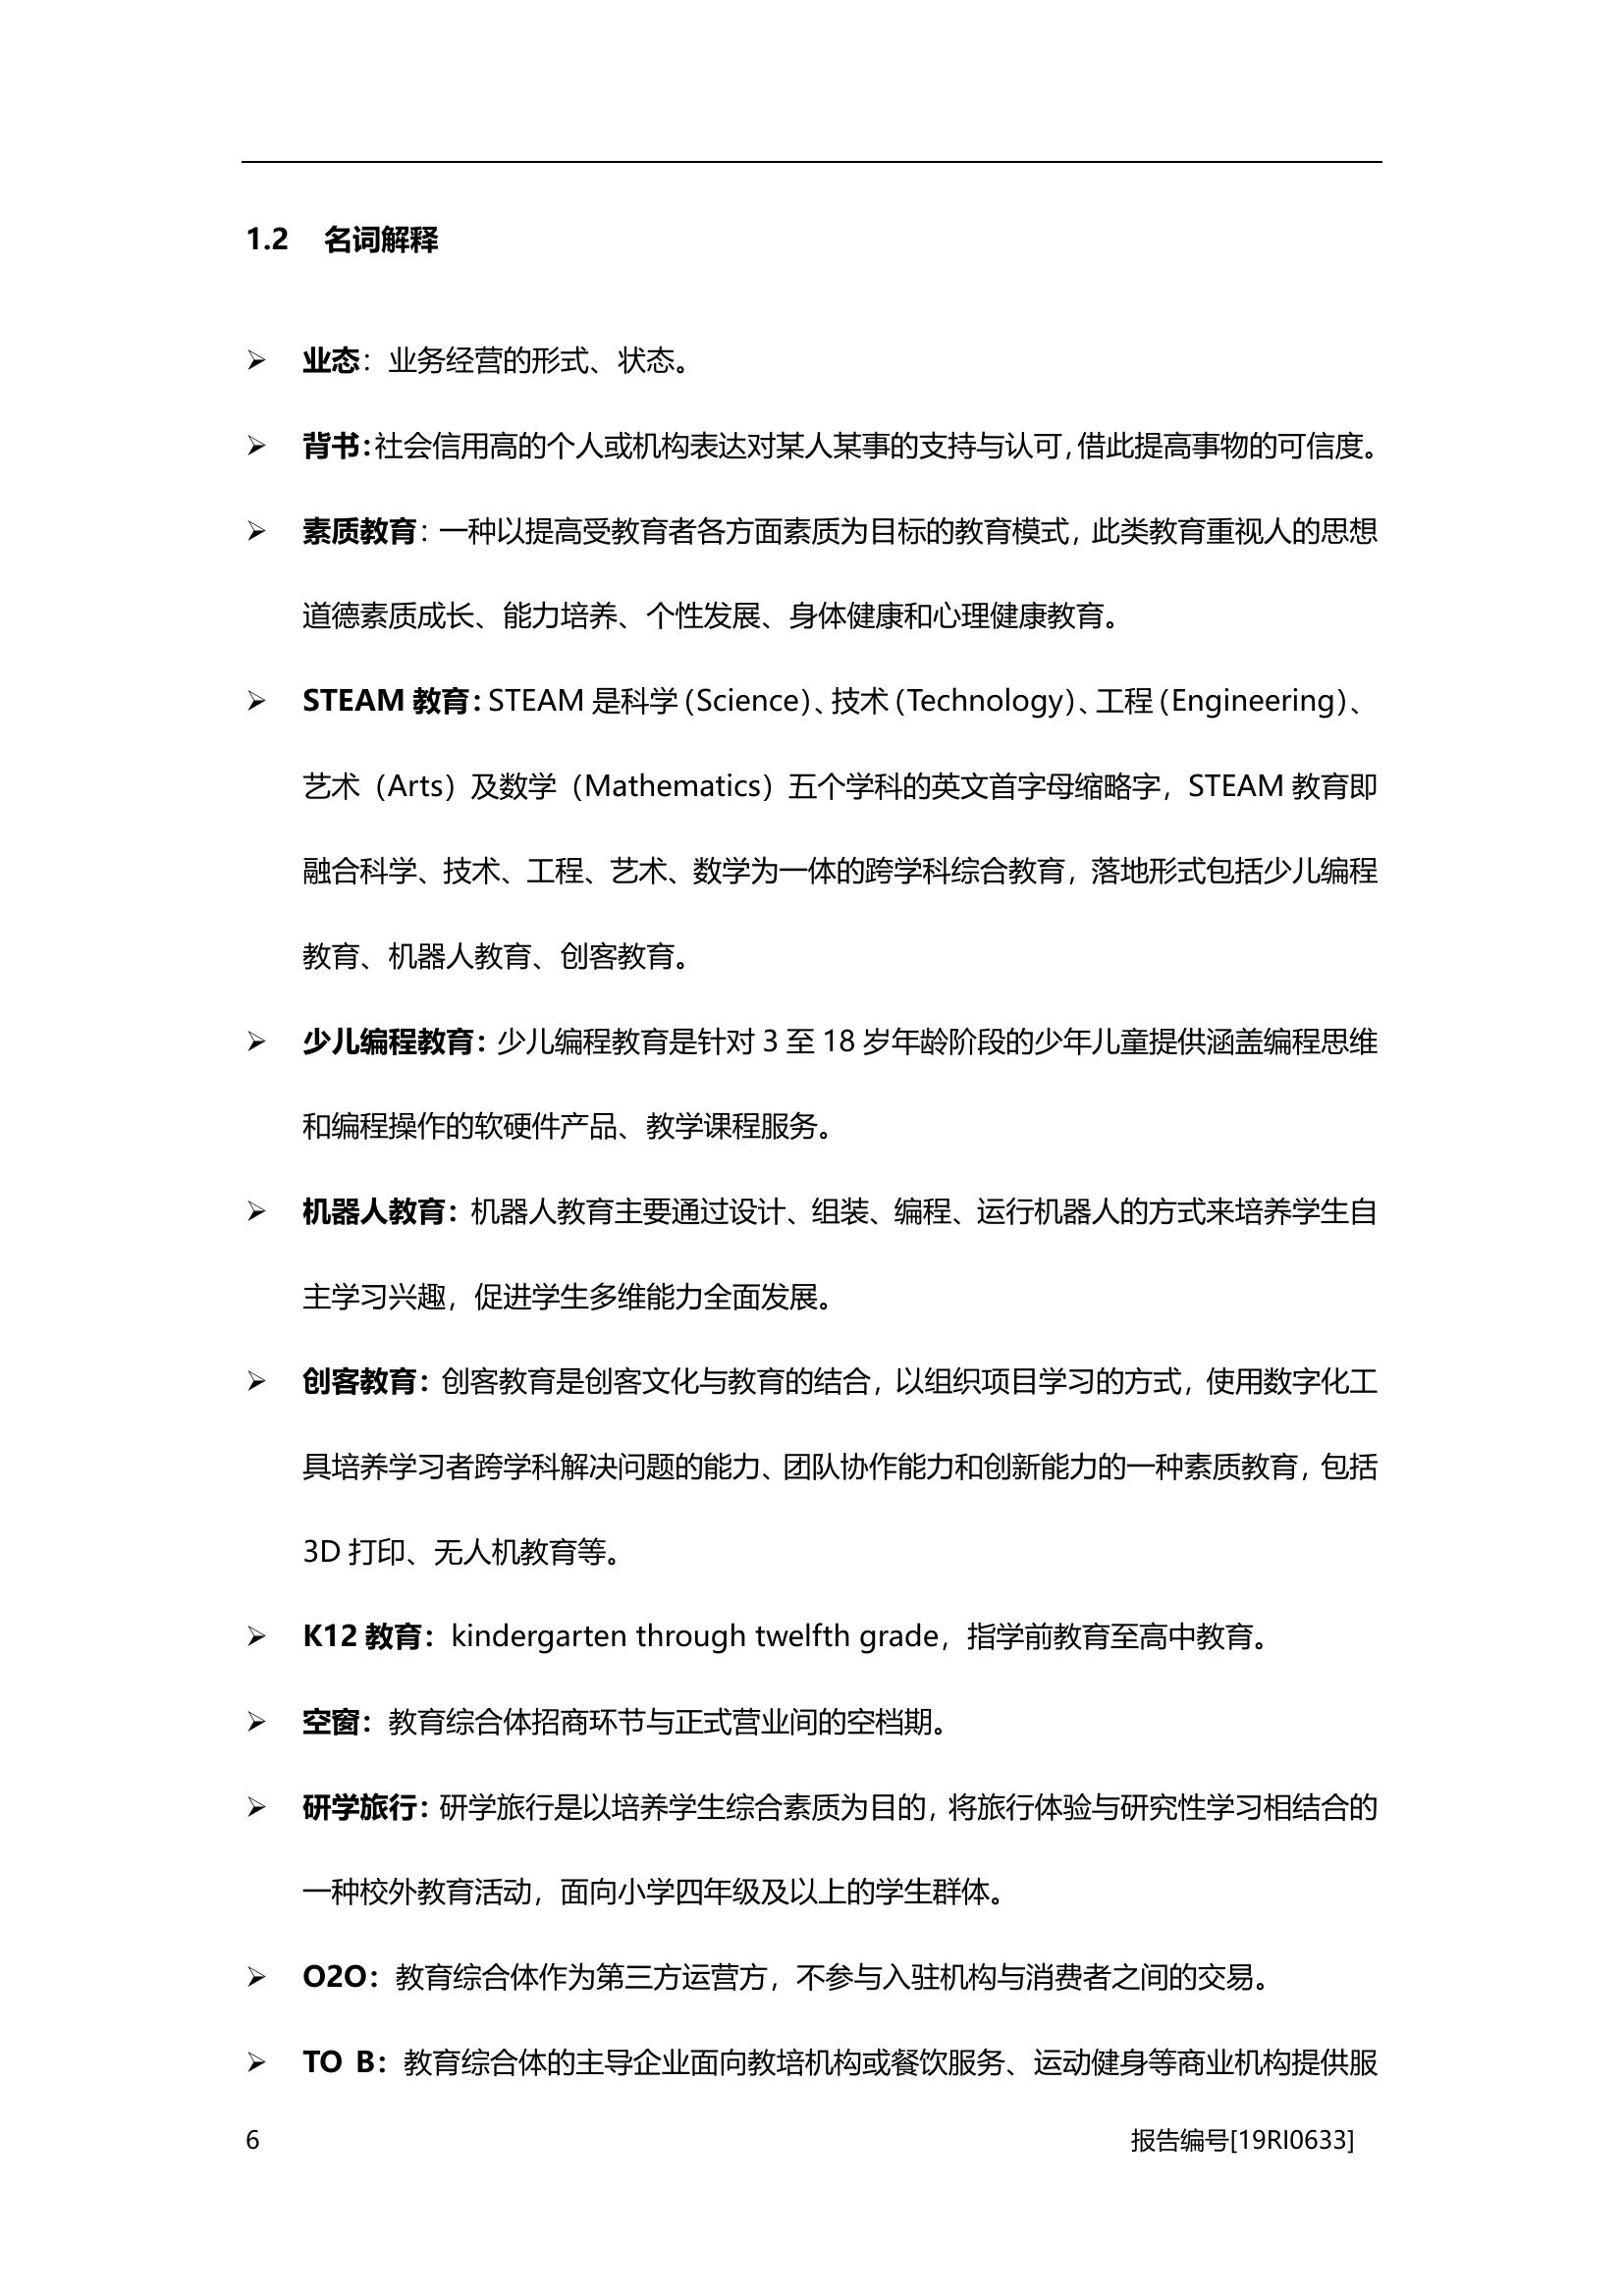 1.2 名词解释
➢ 业态：业务经营的形式、状态。
➢ 背书：社会信用高的个人或机构表达对某人某事的支持与认可，借此提高事物的可信度。
➢ 素质教育：一种以提高受教育者各方面素质为目标的教育模式，此类教育重视人的思想
道德素质成长、能力培养、个性发展、身体健康和心理健康教育。
➢ STEAM 教育：STEAM 是科学（Science）、技术（Technology）、工程（Engineering）、
艺术（Arts）及数学（Mathematics）五个学科的英文首字母缩略字，STEAM 教育即
融合科学、技术、工程、艺术、数学为一体的跨学科综合教育，落地形式包括少儿编程
教育、机器人教育、创客教育。
➢ 少儿编程教育：少儿编程教育是针对 3 至 18 岁年龄阶段的少年儿童提供涵盖编程思维
和编程操作的软硬件产品、教学课程服务。
➢ 机器人教育：机器人教育主要通过设计、组装、编程、运行机器人的方式来培养学生自
主学习兴趣，促进学生多维能力全面发展。
➢ 创客教育：创客教育是创客文化与教育的结合，以组织项目学习的方式，使用数字化工
具培养学习者跨学科解决问题的能力、团队协作能力和创新能力的一种素质教育，包括
3D 打印、无人机教育等。
➢ K12 教育：kindergarten through twelfth grade，指学前教育至高中教育。
➢ 空窗：教育综合体招商环节与正式营业间的空档期。
➢ 研学旅行：研学旅行是以培养学生综合素质为目的，将旅行体验与研究性学习相结合的
一种校外教育活动，面向小学四年级及以上的学生群体。
➢ O2O：教育综合体作为第三方运营方，不参与入驻机构与消费者之间的交易。
➢ TO B：教育综合体的主导企业面向教培机构或餐饮服务、运动健身等商业机构提供服
6 报告编号[19RI0633]